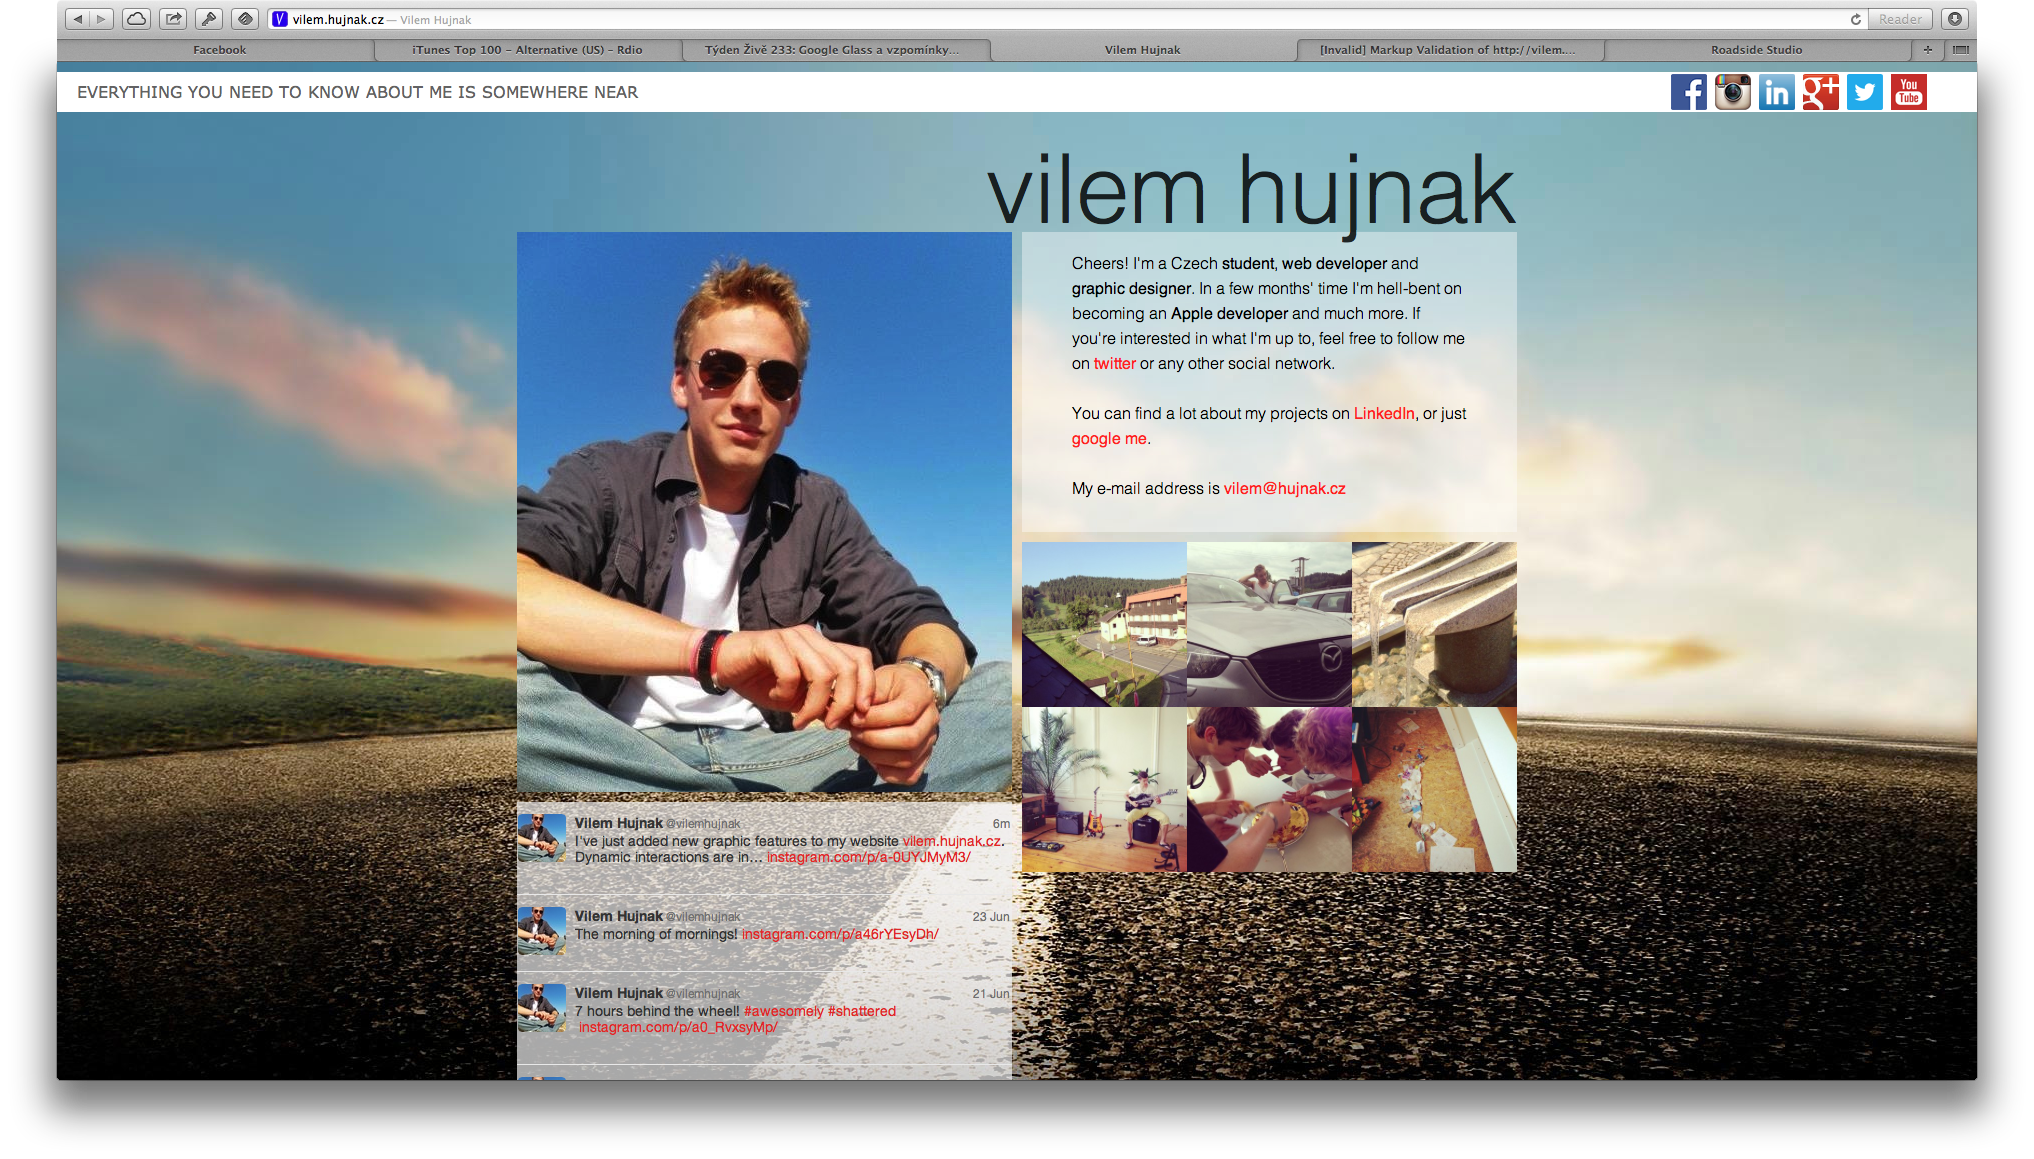 vilem.hujnak.cz — Vilem Hujnak
Reader
Facebook
iTunes Top 100 – Alternative (US) – Rdio
Týden Živě 233: Google Glass a vzpomínky...
Vilem Hujnak
[Invalid] Markup Validation of http://vilem....
Roadside Studio
EVERYTHING YOU NEED TO KNOW ABOUT ME IS SOMEWHERE NEAR
You
Tube
vilem hujnak
Cheers! I'm a Czech student, web developer and
graphic designer. In a few months' time I'm hell-bent on
becoming an Apple developer and much more. If
you're interested in what I'm up to, feel free to follow me
on twitter or any other social network.
You can find a lot about my projects on LinkedIn, or just
google me.
My e-mail address is vilem@hujnak.cz
Vilem Hujnak @vilemhujnak 6m
I've just added new graphic features to my website vilem.hujnak.cz.
Dynamic interactions are in… instagram.com/p/a-0UYJMyM3/
Vilem Hujnak @vilemhujnak 23 Jun
The morning of mornings! instagram.com/p/a46rYEsyDh/
Vilem Hujnak @vilemhujnak 21 Jun
7 hours behind the wheel! #awesomely #shattered
instagram.com/p/a0_RvxsyMp/